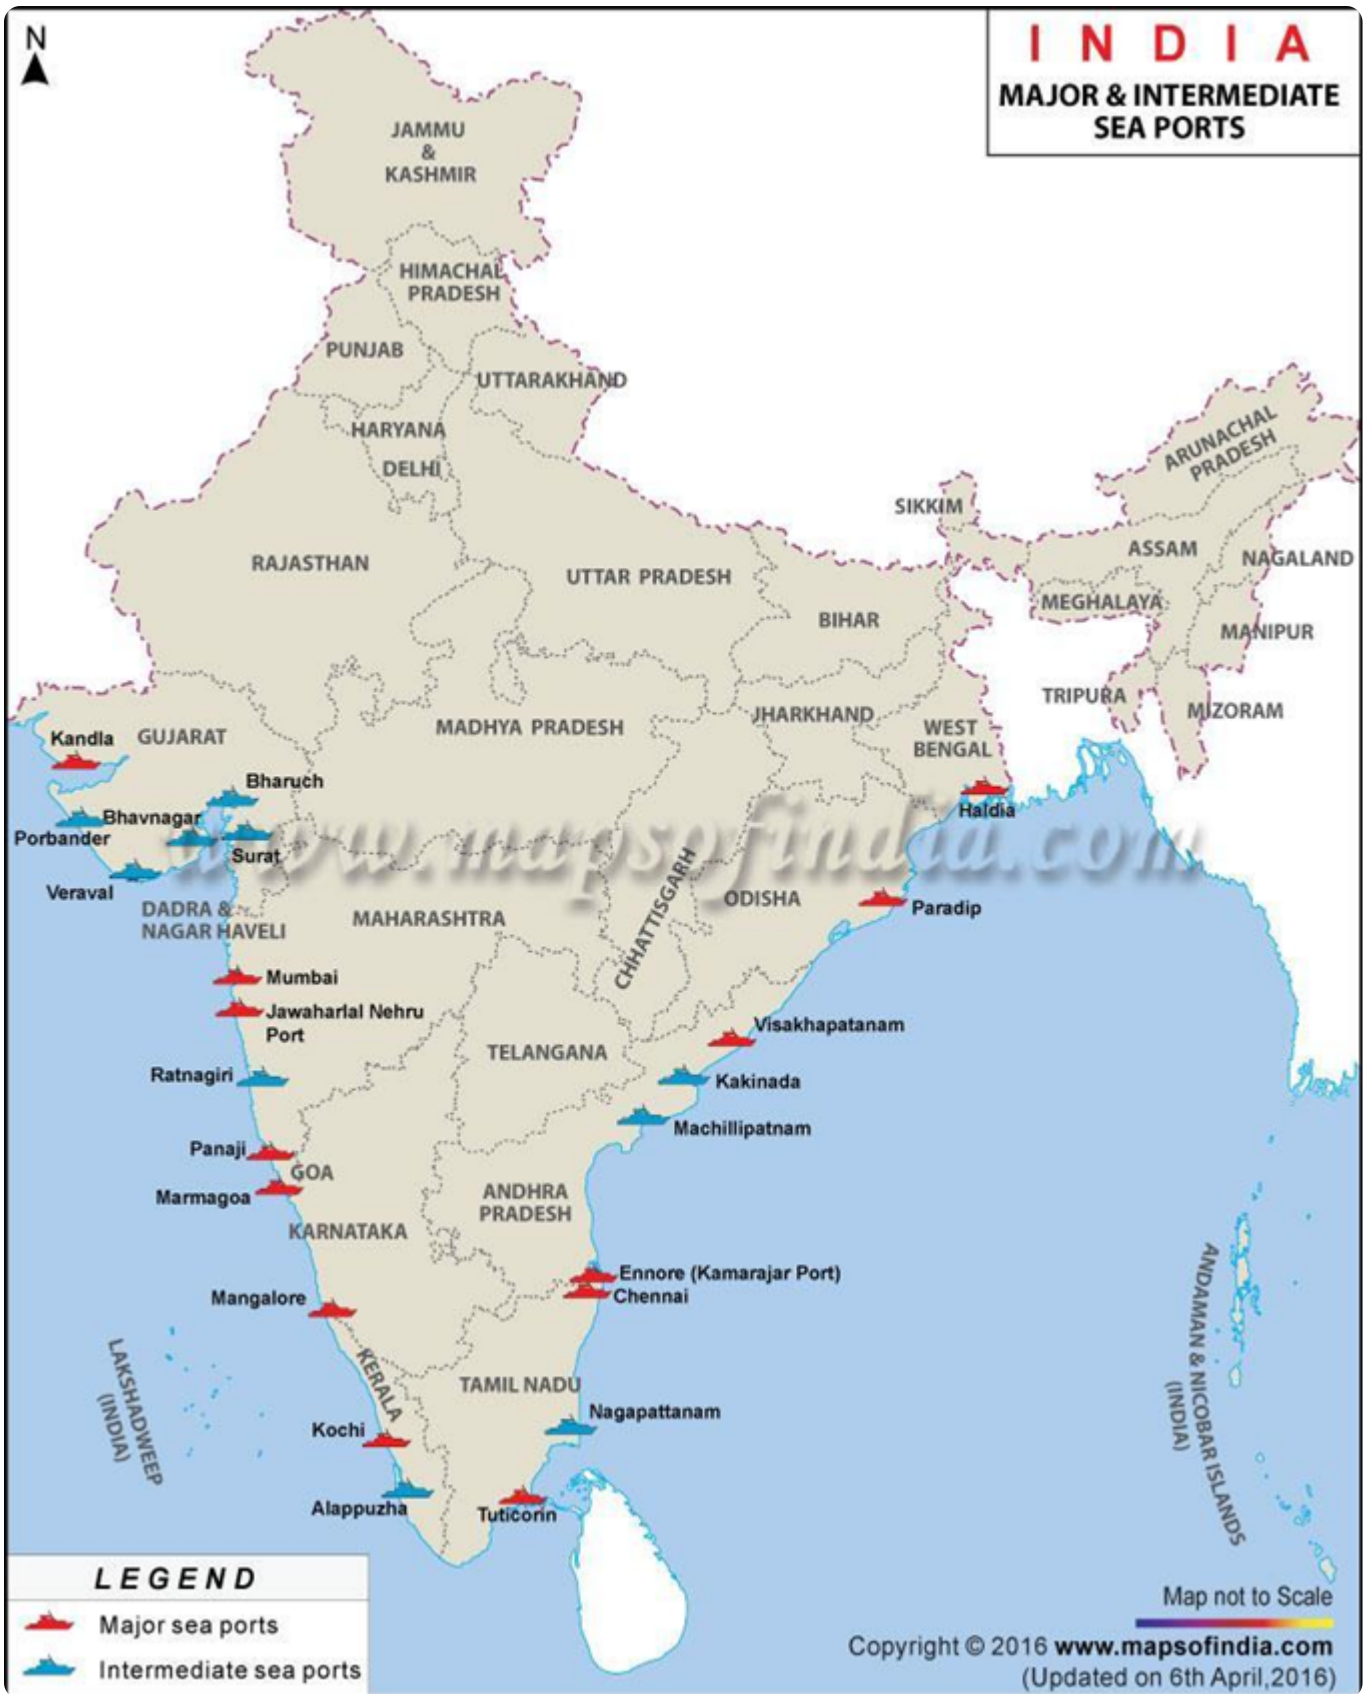 N
I N D I A
MAJOR & INTERMEDIATE
SEA PORTS
JAMMU
&
KASHMIR
HIMACHAL
PRADESH
PUNJAB
UTTARAKHAND
HARYANA
DELHI
ARUNACHAL
PRADESH
SIKKIM
RAJASTHAN
UTTAR PRADESH
ASSAM
NAGALAND
MEGHALAYA
BIHAR
MANIPUR
TRIPURA
MIZORAM
Kandla
GUJARAT
MADHYA PRADESH
JHARKHAND
WEST
BENGAL
Bharuch
Haldia
Bhavnagar
Porbander
Surat
www.mapsofindia.com
Veraval
DADRA &
NAGAR HAVELI
MAHARASHTRA
CHHATTISGARH
ODISHA
Paradip
Mumbai
Jawaharlal Nehru
Port
Visakhapatanam
TELANGANA
Ratnagiri
Kakinada
Machillipatnam
Panaji
GOA
Marmagoa
ANDHRA
PRADESH
KARNATAKA
Ennore (Kamarajar Port)
Chennai
Mangalore
LAKSHADWEEP
(INDIA)
KERALA
TAMIL NADU
Nagapattanam
Kochi
Alappuzha
Tuticorin
ANDAMAN & NICOBAR ISLANDS
(INDIA)
LEGEND
Major sea ports
Intermediate sea ports
Map not to Scale
Copyright © 2016 www.mapsofindia.com
(Updated on 6th April,2016)